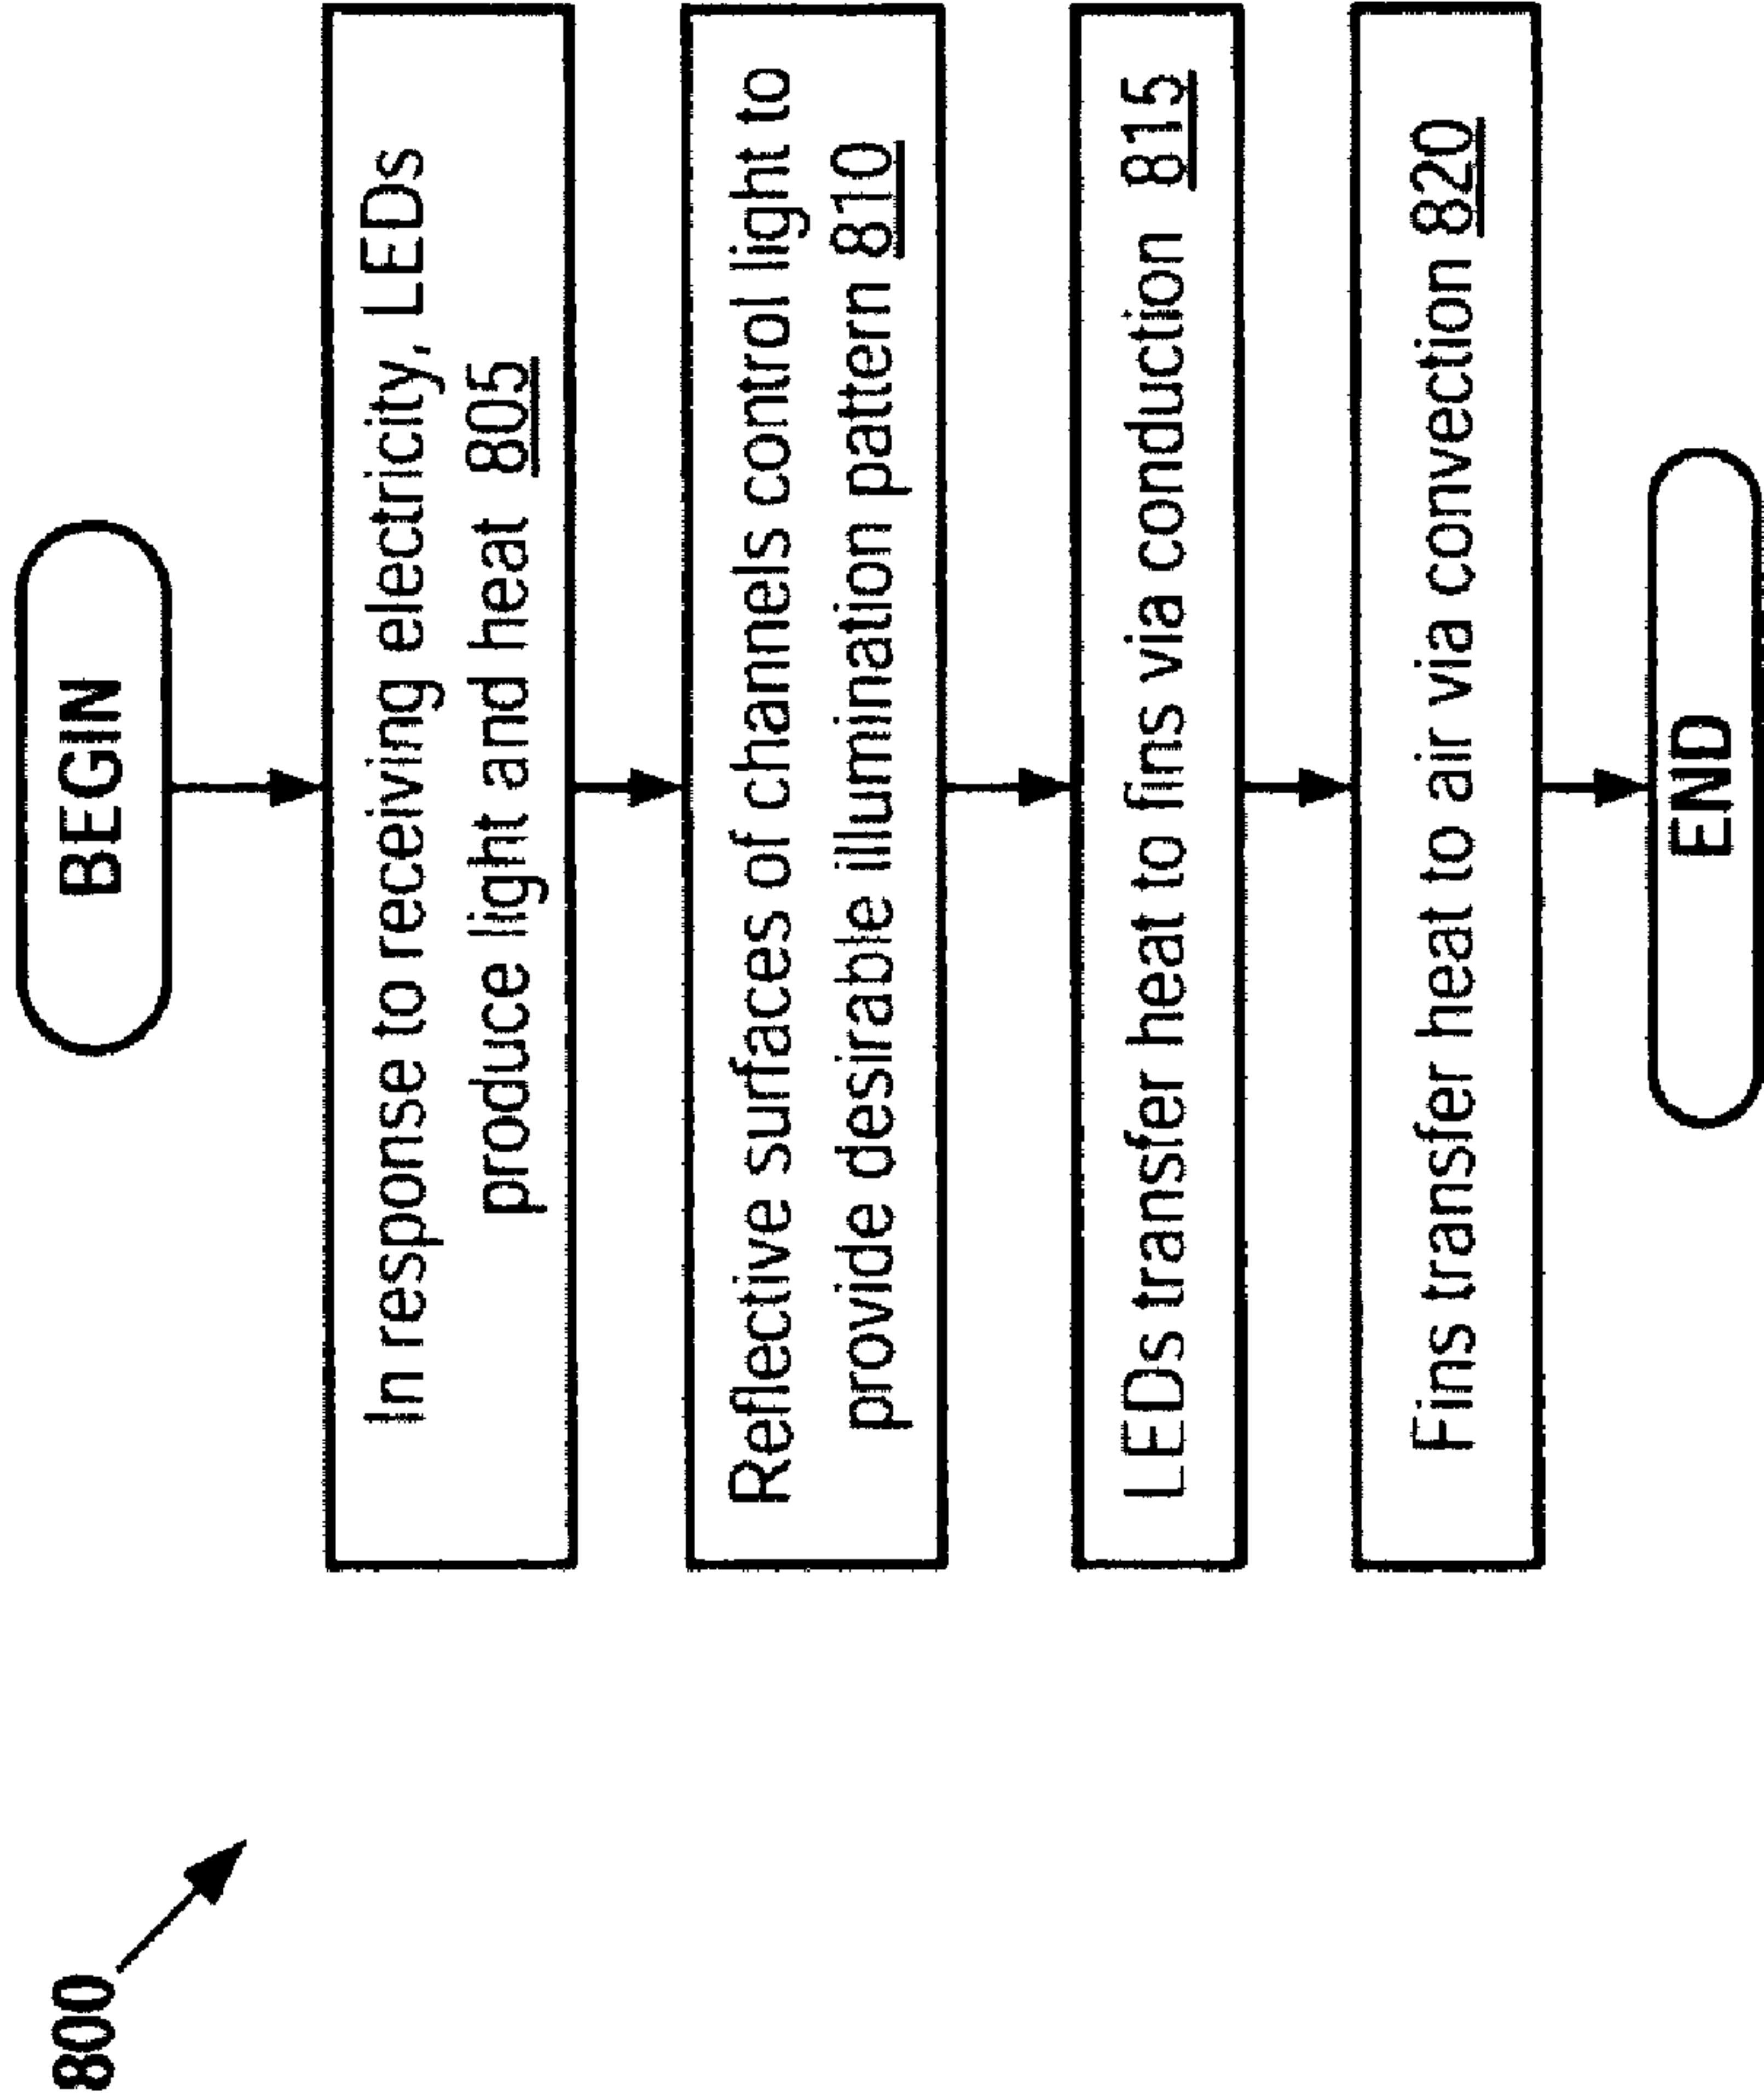 800
BEGIN
In response to receiving electricity, LEDs
produce light and heat 805
Reflective surfaces of channels control light to
provide desirable illumination pattern 810
LEDs transfer heat to fins via conduction 815
Fins transfer heat to air via convection 820
END